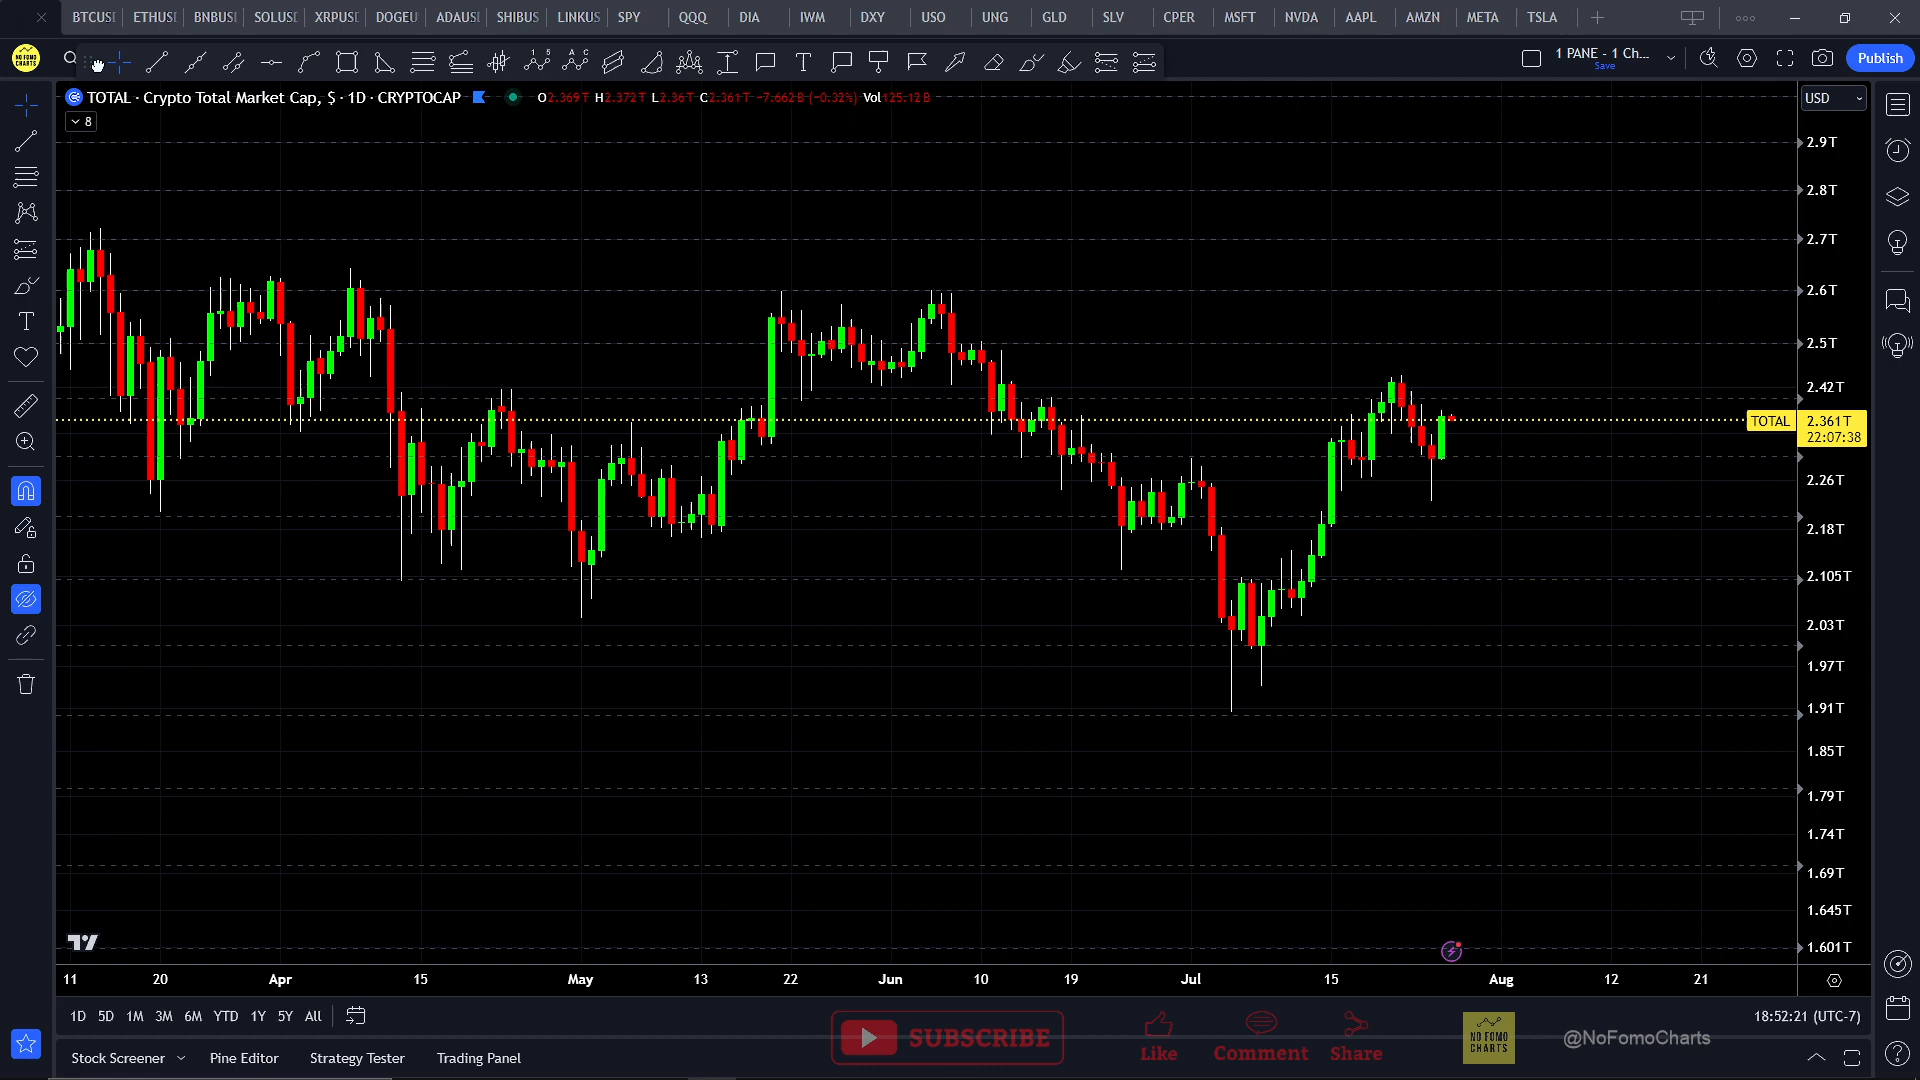 BTCUSI ETHUSI BNBUSI SOLUSI XRPUSI DOGEU ADAUSI SHIBUS LINKUS SPY QQQ DIA IWM DXY USO UNG GLD SLV CPER MSFT NVDA AAPL AMZN META TSLA
NO FOMO CHARTS
1 PANE - 1 Ch...
Save
Publish
TOTAL · Crypto Total Market Cap, $ · 1D · CRYPTOCAP O2.369T H2.372T L2.36T C2.361T −7.662B (−0.32%) Vol125.12B
USD
8
2.9T
2.8T
2.7T
2.6T
2.5T
2.42T
TOTAL 2.361T
22:07:38
2.26T
2.18T
2.105T
2.03T
1.97T
1.91T
1.85T
1.79T
1.74T
1.69T
1.645T
1.601T
11 20 Apr 15 May 13 22 Jun 10 19 Jul 15 Aug 12 21
1D 5D 1M 3M 6M YTD 1Y 5Y All
18:52:21 (UTC-7)
SUBSCRIBE
Like Comment Share
NO FOMO
CHARTS
@NoFomoCharts
Stock Screener Pine Editor Strategy Tester Trading Panel